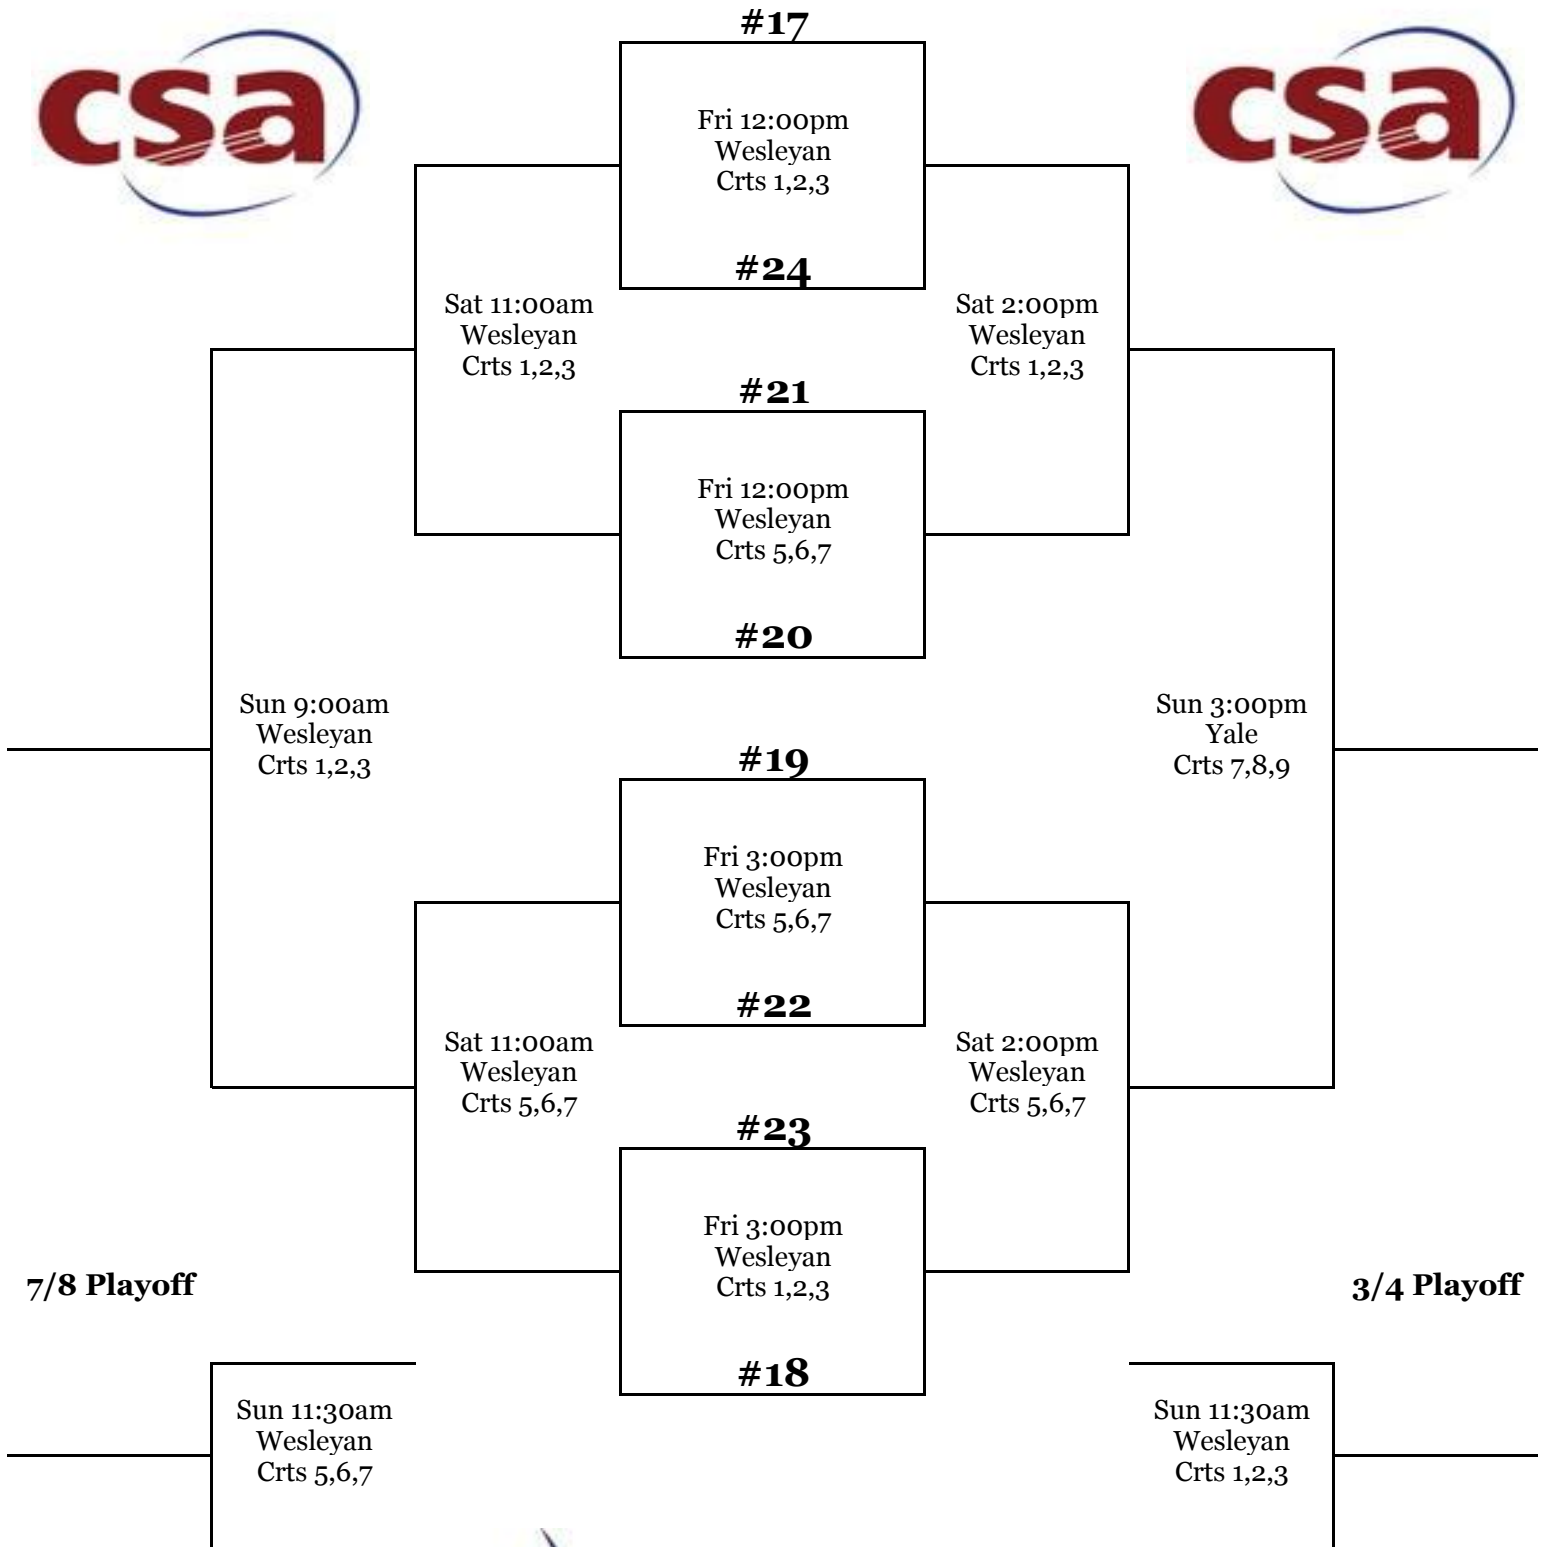 csa
csa
#17
Fri 12:00pm
Wesleyan
Crts 1,2,3
#24
Sat 11:00am
Wesleyan
Crts 1,2,3
Sat 2:00pm
Wesleyan
Crts 1,2,3
#21
Fri 12:00pm
Wesleyan
Crts 5,6,7
#20
Sun 9:00am
Wesleyan
Crts 1,2,3
Sun 3:00pm
Yale
Crts 7,8,9
#19
Fri 3:00pm
Wesleyan
Crts 5,6,7
#22
Sat 11:00am
Wesleyan
Crts 5,6,7
Sat 2:00pm
Wesleyan
Crts 5,6,7
#23
Fri 3:00pm
Wesleyan
Crts 1,2,3
#18
7/8 Playoff
3/4 Playoff
Sun 11:30am
Wesleyan
Crts 5,6,7
Sun 11:30am
Wesleyan
Crts 1,2,3